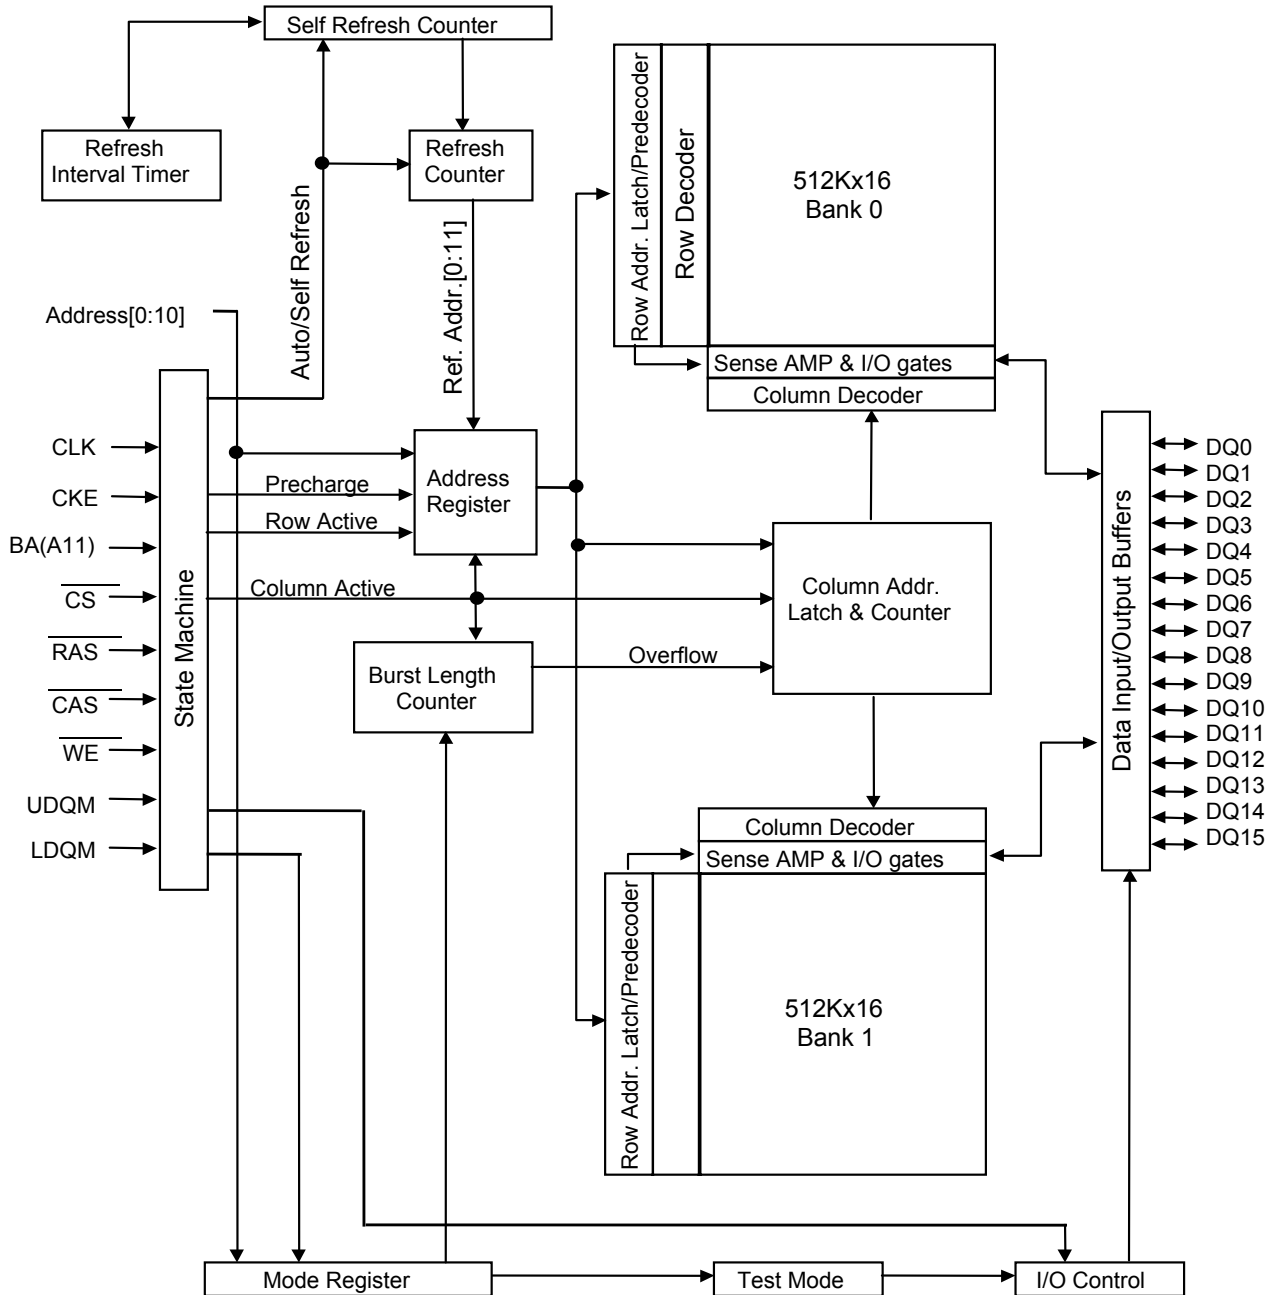 Self Refresh Counter
Refresh
Interval Timer
Refresh
Counter
Auto/Self Refresh
Ref. Addr.[0:11]
Address[0:10]
Row Addr. Latch/Predecoder
Row Decoder
512Kx16
Bank 0
Sense AMP & I/O gates
Column Decoder
State Machine
CLK
CKE
BA(A11)
CS
RAS
CAS
WE
UDQM
LDQM
Precharge
Row Active
Column Active
Address
Register
Burst Length
Counter
Overflow
Column Addr.
Latch & Counter
Data Input/Output Buffers
DQ0
DQ1
DQ2
DQ3
DQ4
DQ5
DQ6
DQ7
DQ8
DQ9
DQ10
DQ11
DQ12
DQ13
DQ14
DQ15
Column Decoder
Sense AMP & I/O gates
Row Addr. Latch/Predecoder
512Kx16
Bank 1
Mode Register
Test Mode
I/O Control